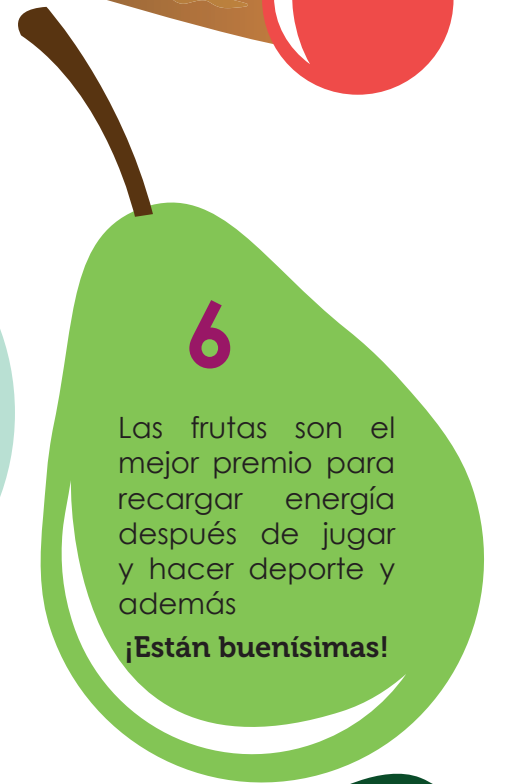 6
Las frutas son el
mejor premio para
recargar energía
después de jugar
y hacer deporte y
además
¡Están buenísimas!